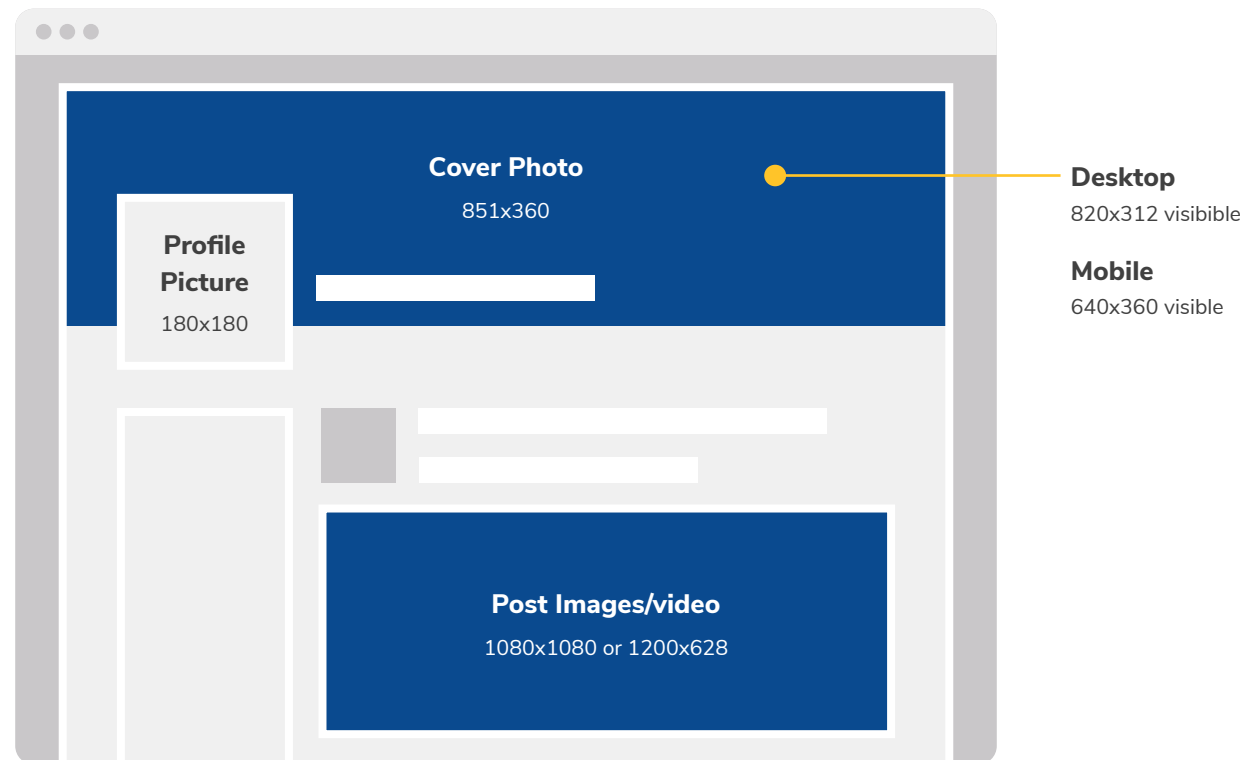 Cover Photo
851x360
Profile
Picture
180x180
Desktop
820x312 visibible
Mobile
640x360 visible
Post Images/video
1080x1080 or 1200x628